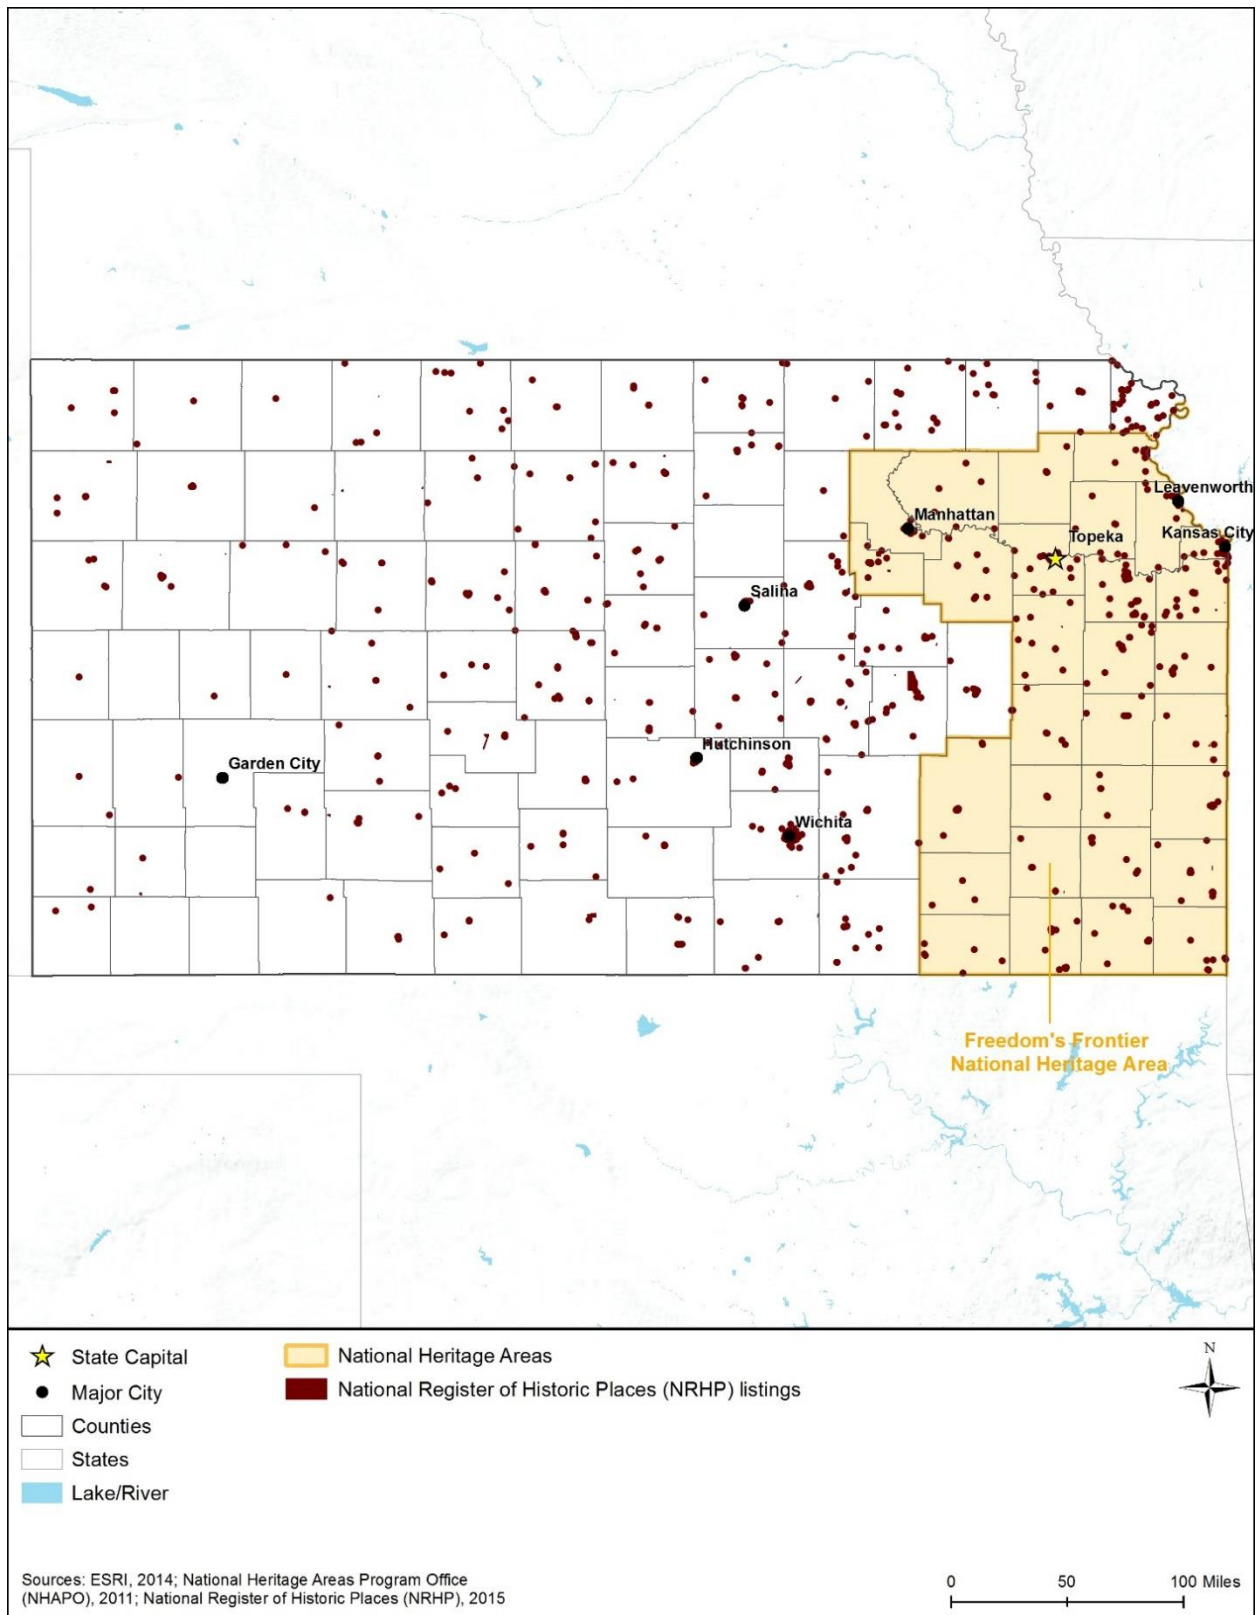 Leavenworth
Manhattan
Kansas City
Topeka
Salina
Hutchinson
Garden City
Wichita
Freedom's Frontier
National Heritage Area
State Capital
National Heritage Areas
N
Major City
National Register of Historic Places (NRHP) listings
Counties
States
Lake/River
Sources: ESRI, 2014; National Heritage Areas Program Office
(NHAPO), 2011; National Register of Historic Places (NRHP), 2015
0 50 100 Miles